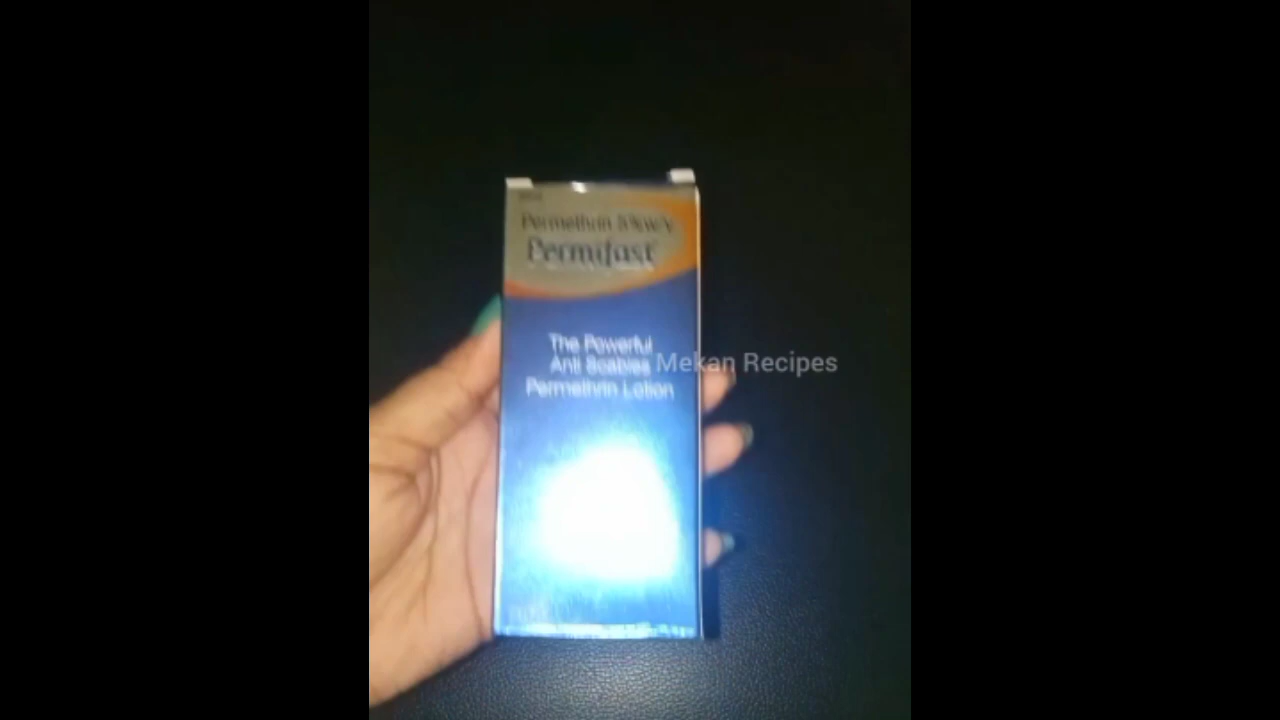 Permethrin 5%w/v
Permifast
The Powerful
Anti Scabies
Permethrin Lotion
Mekan Recipes